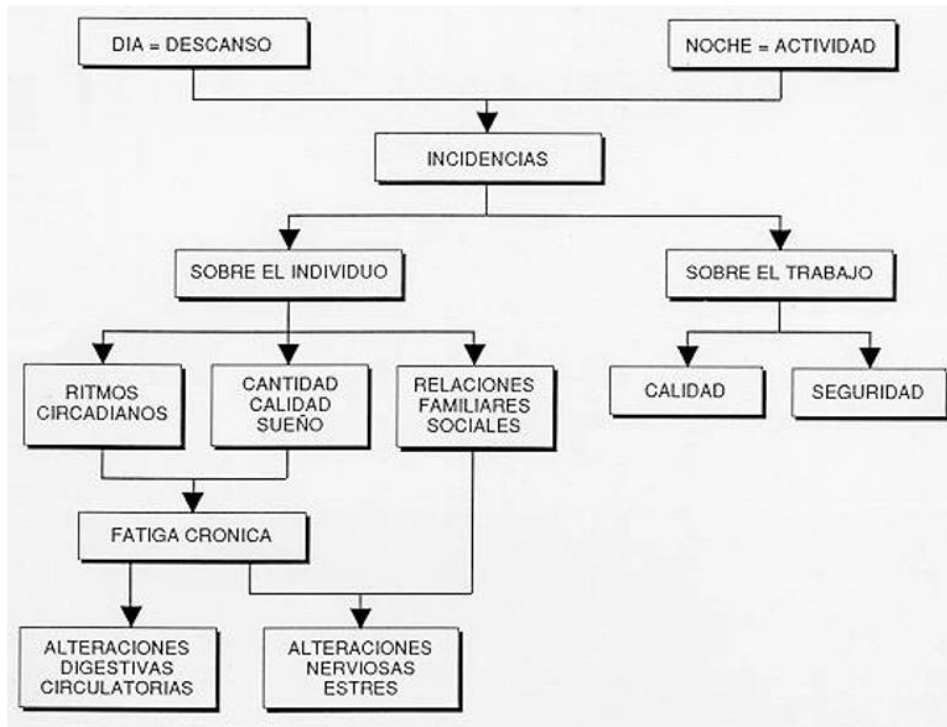 DIA = DESCANSO
NOCHE = ACTIVIDAD
INCIDENCIAS
SOBRE EL INDIVIDUO
SOBRE EL TRABAJO
RITMOS
CIRCADIANOS
CANTIDAD
CALIDAD
SUEÑO
RELACIONES
FAMILIARES
SOCIALES
CALIDAD
SEGURIDAD
FATIGA CRONICA
ALTERACIONES
DIGESTIVAS
CIRCULATORIAS
ALTERACIONES
NERVIOSAS
ESTRES